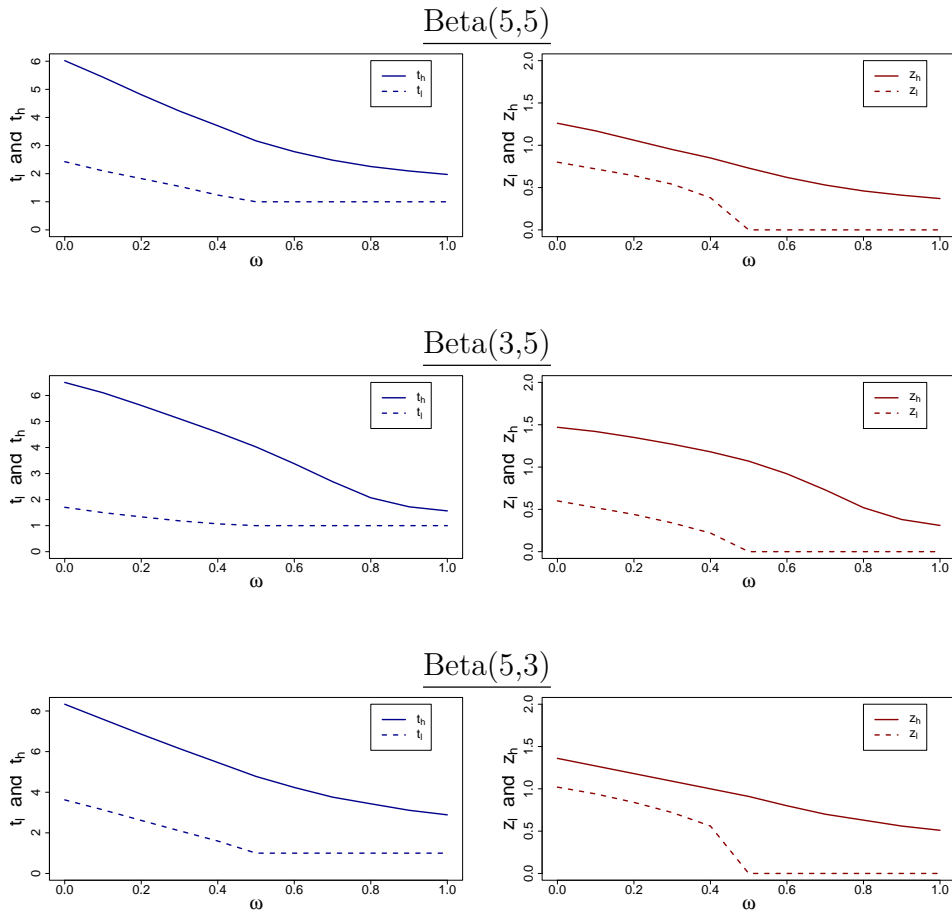 Beta(5,5)
t_l and t_h
0 1 2 3 4 5 6
t_h
t_l
0.0 0.2 0.4 0.6 0.8 1.0
ω
z_l and z_h
0.0 0.5 1.0 1.5 2.0
z_h
z_l
0.0 0.2 0.4 0.6 0.8 1.0
ω
Beta(3,5)
t_l and t_h
0 1 2 3 4 5 6
t_h
t_l
0.0 0.2 0.4 0.6 0.8 1.0
ω
z_l and z_h
0.0 0.5 1.0 1.5 2.0
z_h
z_l
0.0 0.2 0.4 0.6 0.8 1.0
ω
Beta(5,3)
t_l and t_h
0 2 4 6 8
t_h
t_l
0.0 0.2 0.4 0.6 0.8 1.0
ω
z_l and z_h
0.0 0.5 1.0 1.5 2.0
z_h
z_l
0.0 0.2 0.4 0.6 0.8 1.0
ω